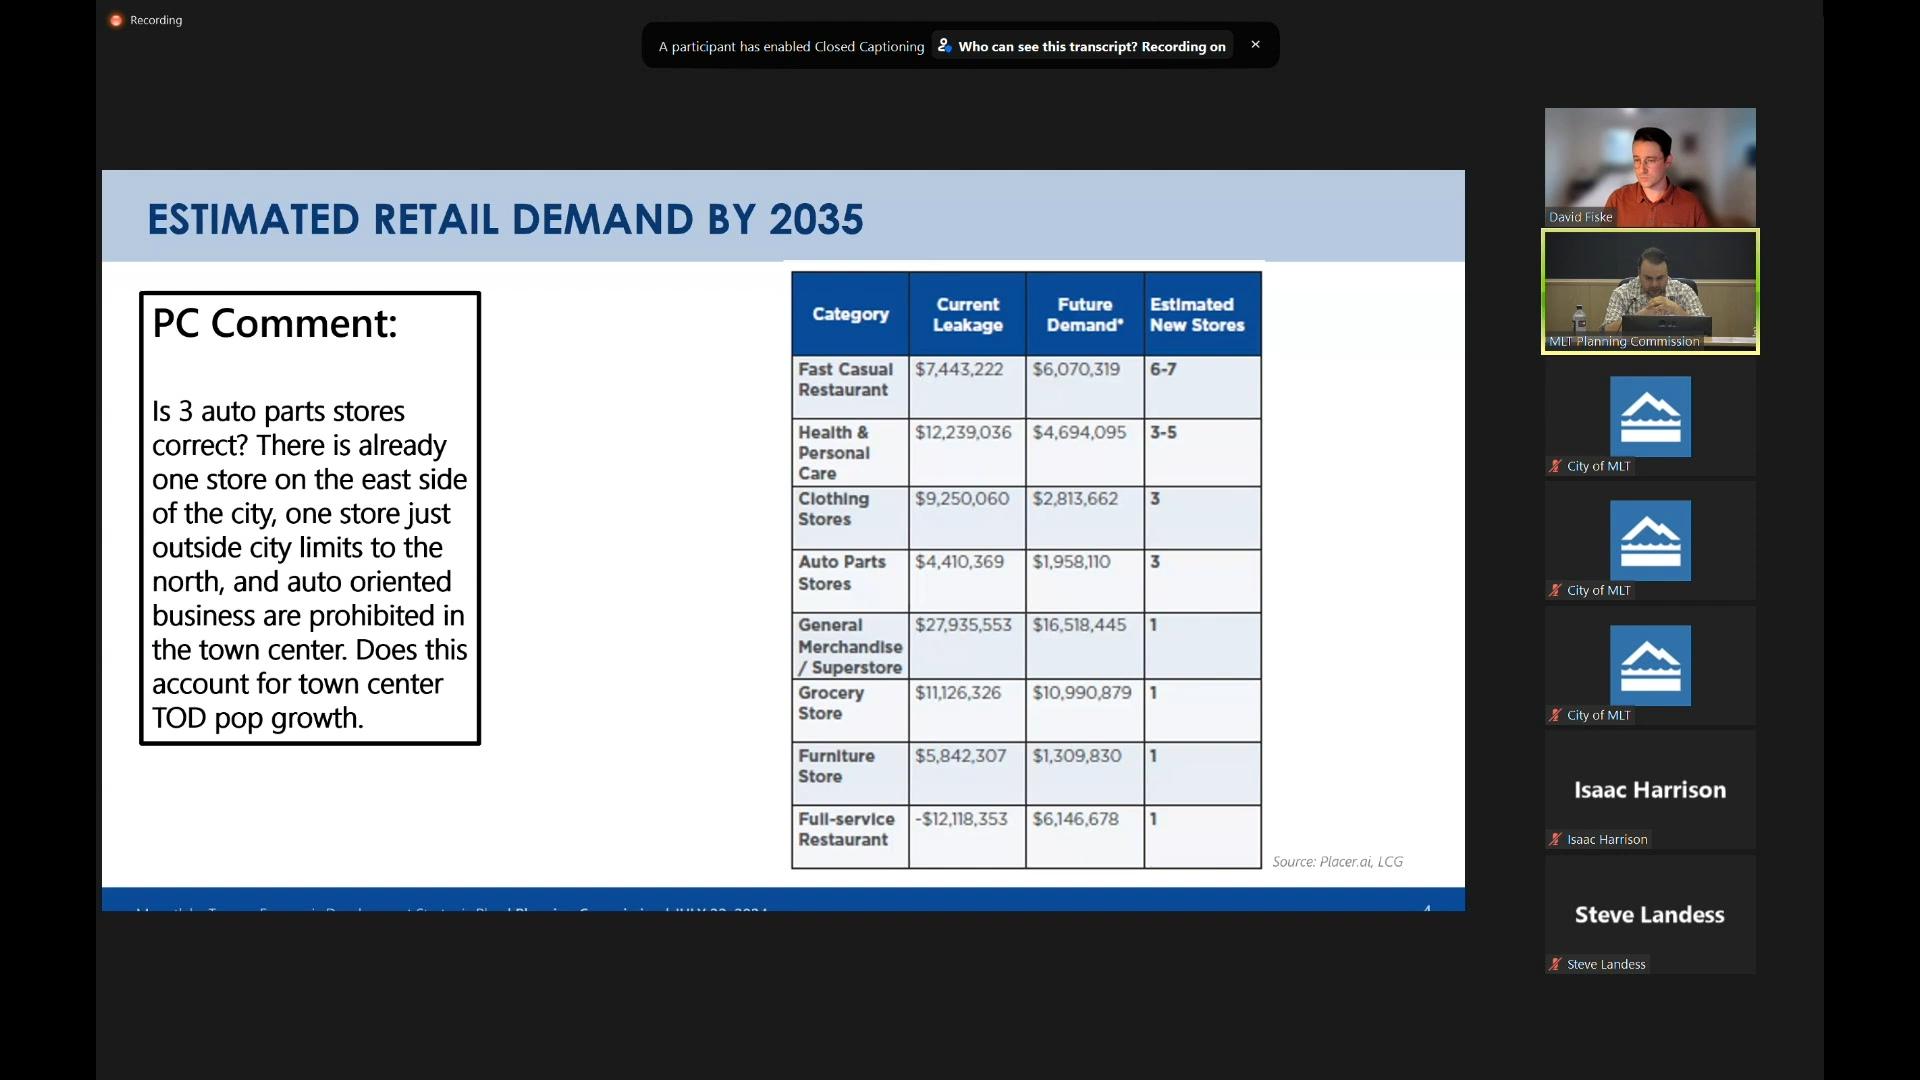 Recording
A participant has enabled Closed Captioning Who can see this transcript? Recording on
ESTIMATED RETAIL DEMAND BY 2035
PC Comment:
Is 3 auto parts stores
correct? There is already
one store on the east side
of the city, one store just
outside city limits to the
north, and auto oriented
business are prohibited in
the town center. Does this
account for town center
TOD pop growth.
Category
Current
Leakage
Future
Demand*
Estimated
New Stores
Fast Casual
Restaurant
$7,443,222
$6,070,319
6-7
Health &
Personal
Care
$12,239,036
$4,694,095
3-5
Clothing
Stores
$9,250,060
$2,813,662
3
Auto Parts
Stores
$4,410,369
$1,958,110
3
General
Merchandise
/ Superstore
$27,935,553
$16,518,445
1
Grocery
Store
$11,126,326
$10,990,879
1
Furniture
Store
$5,842,307
$1,309,830
1
Full-service
Restaurant
-$12,118,353
$6,146,678
1
Source: Placer.ai, LCG
David Fiske
MLT Planning Commission
City of MLT
City of MLT
City of MLT
Isaac Harrison
Isaac Harrison
Steve Landess
Steve Landess